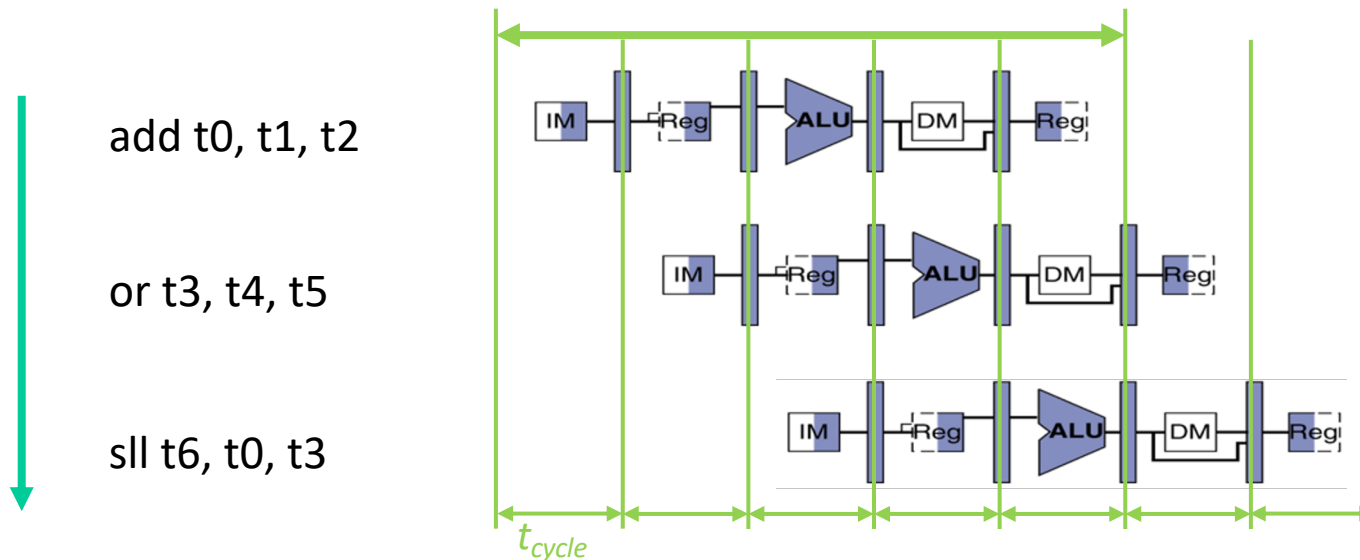 add t0, t1, t2
IM Reg ALU DM Reg
or t3, t4, t5
IM Reg ALU DM Reg
sll t6, t0, t3
IM Reg ALU DM Reg
tcycle